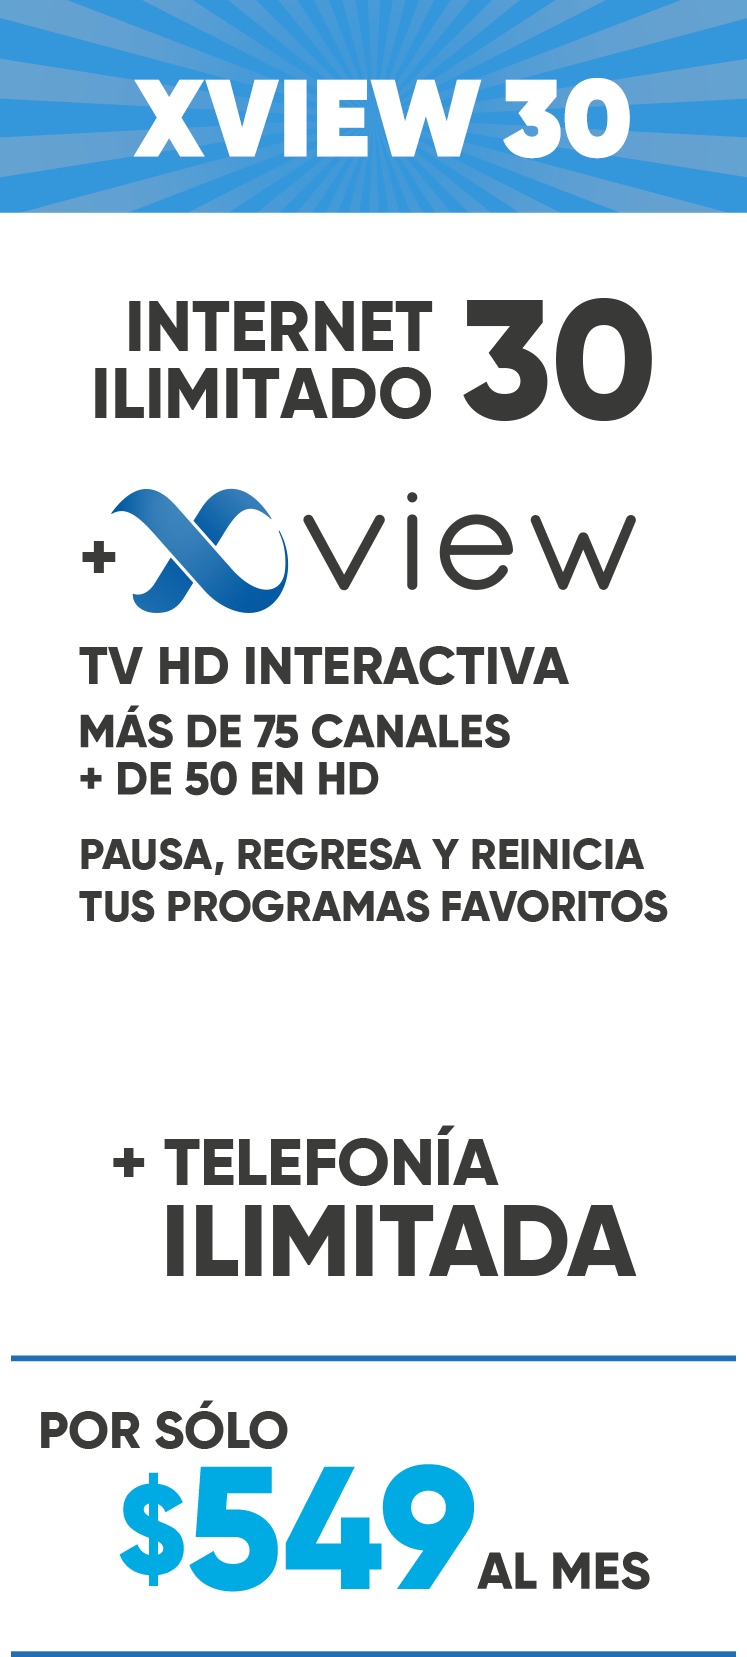 XVIEW 30
INTERNET
ILIMITADO 30
+ Xview
TV HD INTERACTIVA
MÁS DE 75 CANALES
+ DE 50 EN HD
PAUSA, REGRESA Y REINICIA
TUS PROGRAMAS FAVORITOS
+ TELEFONÍA
ILIMITADA
POR SÓLO
$549 AL MES